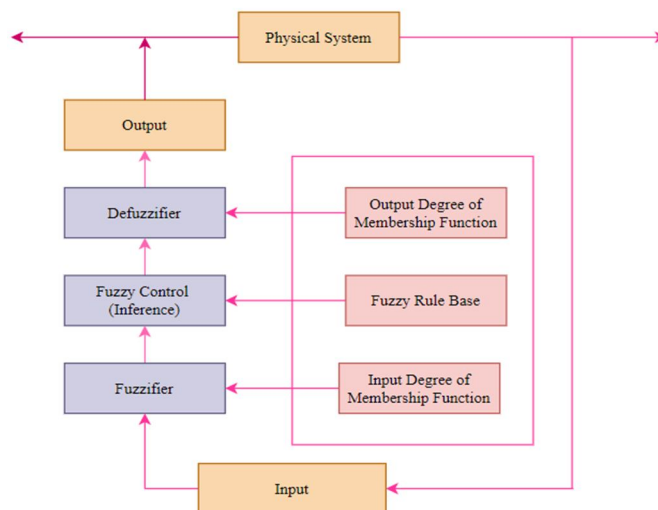 Physical System
Output
Defuzzifier
Output Degree of
Membership Function
Fuzzy Control
(Inference)
Fuzzy Rule Base
Fuzzifier
Input Degree of
Membership Function
Input